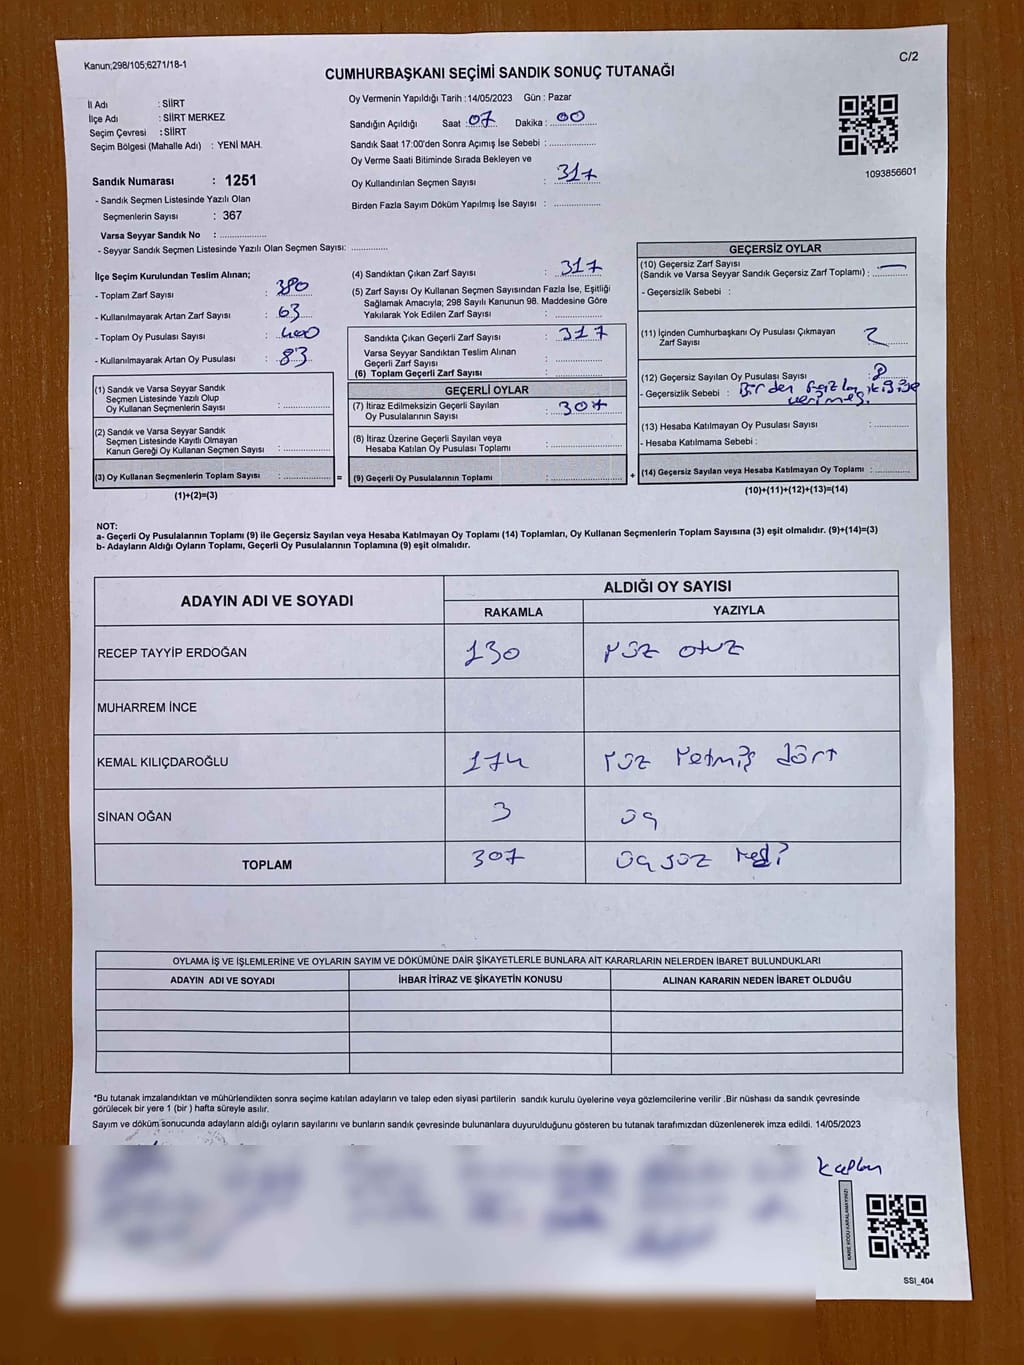 Kanun;298/105;6271/18-1
C/2
CUMHURBAŞKANI SEÇİMİ SANDIK SONUÇ TUTANAĞI
İl Adı : SİİRT
İlçe Adı : SİİRT MERKEZ
Seçim Çevresi : SİİRT
Seçim Bölgesi (Mahalle Adı) : YENİ MAH.
Sandık Numarası : 1251
- Sandık Seçmen Listesinde Yazılı Olan
Seçmenlerin Sayısı : 367
Varsa Seyyar Sandık No : ....................
- Seyyar Sandık Seçmen Listesinde Yazılı Olan Seçmen Sayısı: ...............
Oy Vermenin Yapıldığı Tarih :14/05/2023 Gün : Pazar
Sandığın Açıldığı Saat : 07 Dakika : 00
Sandık Saat 17:00'den Sonra Açımış İse Sebebi : ...................
Oy Verme Saati Bitiminde Sırada Bekleyen ve
Oy Kullandırılan Seçmen Sayısı : 317
Birden Fazla Sayım Döküm Yapılmış İse Sayısı : ...................
1093856601
İlçe Seçim Kurulundan Teslim Alınan;
- Toplam Zarf Sayısı : 380
- Kullanılmayarak Artan Zarf Sayısı : 63
- Toplam Oy Pusulası Sayısı : 400
- Kullanılmayarak Artan Oy Pusulası : 83
(1) Sandık ve Varsa Seyyar Sandık
Seçmen Listesinde Yazılı Olup
Oy Kullanan Seçmenlerin Sayısı : ...................
(2) Sandık ve Varsa Seyyar Sandık
Seçmen Listesinde Kayıtlı Olmayan
Kanun Gereği Oy Kullanan Seçmen Sayısı : ...................
(3) Oy Kullanan Seçmenlerin Toplam Sayısı : ................... =
(1)+(2)=(3)
(4) Sandıktan Çıkan Zarf Sayısı : 317
(5) Zarf Sayısı Oy Kullanan Seçmen Sayısından Fazla İse, Eşitliği
Sağlamak Amacıyla; 298 Sayılı Kanunun 98. Maddesine Göre
Yakılarak Yok Edilen Zarf Sayısı : ...................
Sandıkta Çıkan Geçerli Zarf Sayısı : 317
Varsa Seyyar Sandıktan Teslim Alınan
Geçerli Zarf Sayısı : ...................
(6) Toplam Geçerli Zarf Sayısı : ...................
GEÇERLİ OYLAR
(7) İtiraz Edilmeksizin Geçerli Sayılan
Oy Pusulalarının Sayısı : 307
(8) İtiraz Üzerine Geçerli Sayılan veya
Hesaba Katılan Oy Pusulası Toplamı : ...................
(9) Geçerli Oy Pusulalarının Toplamı : ................... +
GEÇERSİZ OYLAR
(10) Geçersiz Zarf Sayısı
(Sandık ve Varsa Seyyar Sandık Geçersiz Zarf Toplamı) : —
- Geçersizlik Sebebi :
(11) İçinden Cumhurbaşkanı Oy Pusulası Çıkmayan
Zarf Sayısı : 2
(12) Geçersiz Sayılan Oy Pusulası Sayısı : 8
- Geçersizlik Sebebi : Birden fazla kişiye
verilmiş.
(13) Hesaba Katılmayan Oy Pusulası Sayısı : ...............
- Hesaba Katılmama Sebebi :
(14) Geçersiz Sayılan veya Hesaba Katılmayan Oy Toplamı : ...............
(10)+(11)+(12)+(13)=(14)
NOT:
a- Geçerli Oy Pusulalarının Toplamı (9) ile Geçersiz Sayılan veya Hesaba Katılmayan Oy Toplamı (14) Toplamları, Oy Kullanan Seçmenlerin Toplam Sayısına (3) eşit olmalıdır. (9)+(14)=(3)
b- Adayların Aldığı Oyların Toplamı, Geçerli Oy Pusulalarının Toplamına (9) eşit olmalıdır.
ADAYIN ADI VE SOYADI
ALDIĞI OY SAYISI
RAKAMLA YAZIYLA
RECEP TAYYİP ERDOĞAN 130 yüz otuz
MUHARREM İNCE
KEMAL KILIÇDAROĞLU 174 yüz yetmiş dört
SİNAN OĞAN 3 üç
TOPLAM 307 üç yüz yedi
OYLAMA İŞ VE İŞLEMLERİNE VE OYLARIN SAYIM VE DÖKÜMÜNE DAİR ŞİKAYETLERLE BUNLARA AİT KARARLARIN NELERDEN İBARET BULUNDUKLARI
ADAYIN ADI VE SOYADI İHBAR İTİRAZ VE ŞİKAYETİN KONUSU ALINAN KARARIN NEDEN İBARET OLDUĞU
*Bu tutanak imzalandıktan ve mühürlendikten sonra seçime katılan adayların ve talep eden siyasi partilerin sandık kurulu üyelerine veya gözlemcilerine verilir .Bir nüshası da sandık çevresinde
görülecek bir yere 1 (bir ) hafta süreyle asılır.
Sayım ve döküm sonucunda adayların aldığı oyların sayılarını ve bunların sandık çevresinde bulunanlara duyurulduğunu gösteren bu tutanak tarafımızdan düzenlenerek imza edildi. 14/05/2023
Kaplan
KARE KODU KARALAMAYINIZ!
SSI_404